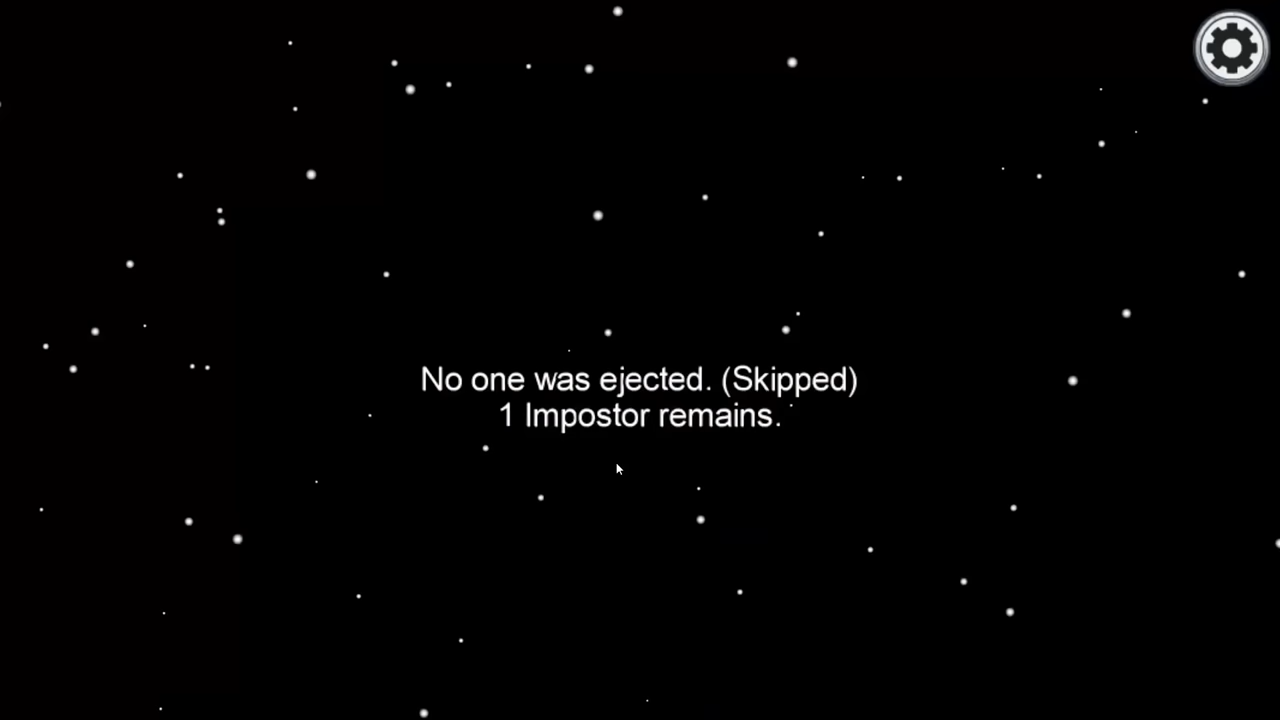 No one was ejected. (Skipped)
1 Impostor remains.